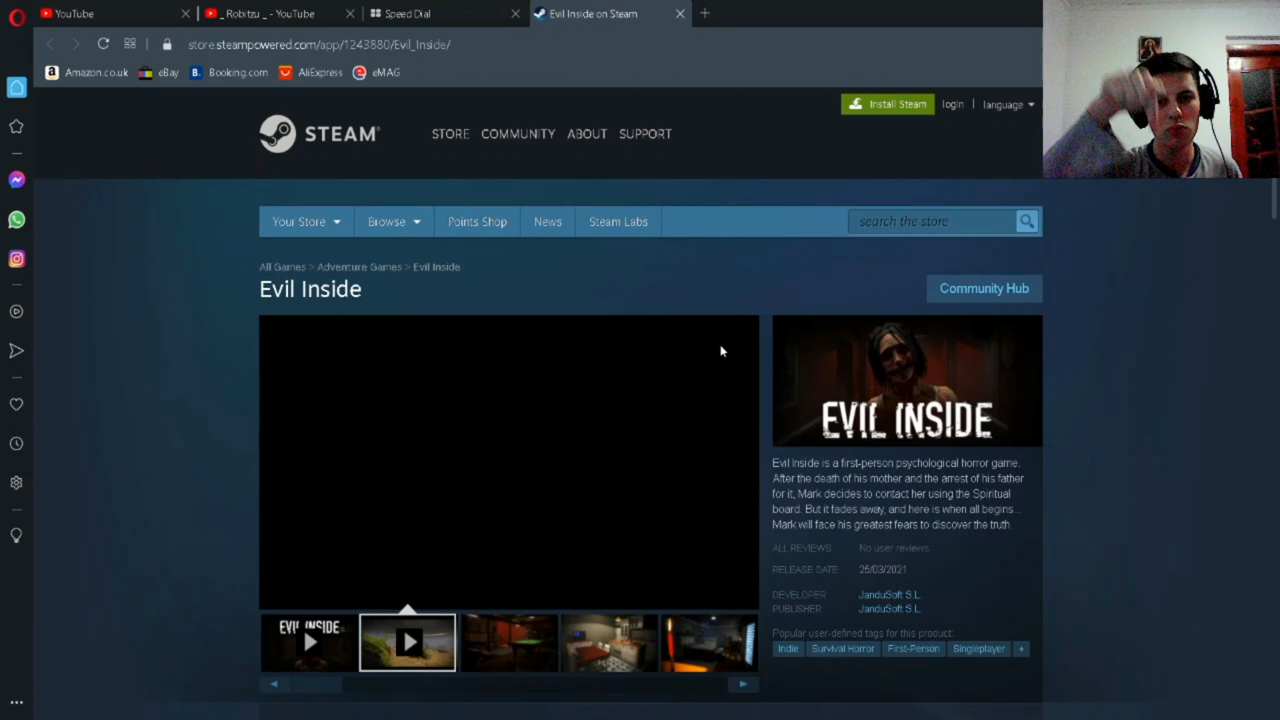 YouTube
_ Robitzu _ - YouTube
Speed Dial
Evil Inside on Steam
store.steampowered.com/app/1243880/Evil_Inside/
Amazon.co.uk
eBay
Booking.com
AliExpress
eMAG
Install Steam
login
language
STEAM
STORE
COMMUNITY
ABOUT
SUPPORT
Your Store
Browse
Points Shop
News
Steam Labs
search the store
All Games > Adventure Games > Evil Inside
Evil Inside
Community Hub
EVIL INSIDE
Evil Inside is a first-person psychological horror game.
After the death of his mother and the arrest of his father
for it, Mark decides to contact her using the Spiritual
board. But it fades away, and here is when all begins...
Mark will face his greatest fears to discover the truth.
ALL REVIEWS: No user reviews
RELEASE DATE: 25/03/2021
DEVELOPER: JanduSoft S.L.
PUBLISHER: JanduSoft S.L.
Popular user-defined tags for this product:
Indie
Survival Horror
First-Person
Singleplayer
+
EVIL INSIDE